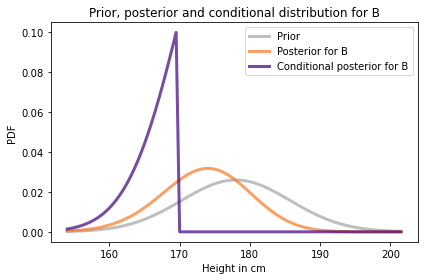 Prior, posterior and conditional distribution for B
Prior
Posterior for B
Conditional posterior for B
PDF
0.10
0.08
0.06
0.04
0.02
0.00
160 170 180 190 200
Height in cm